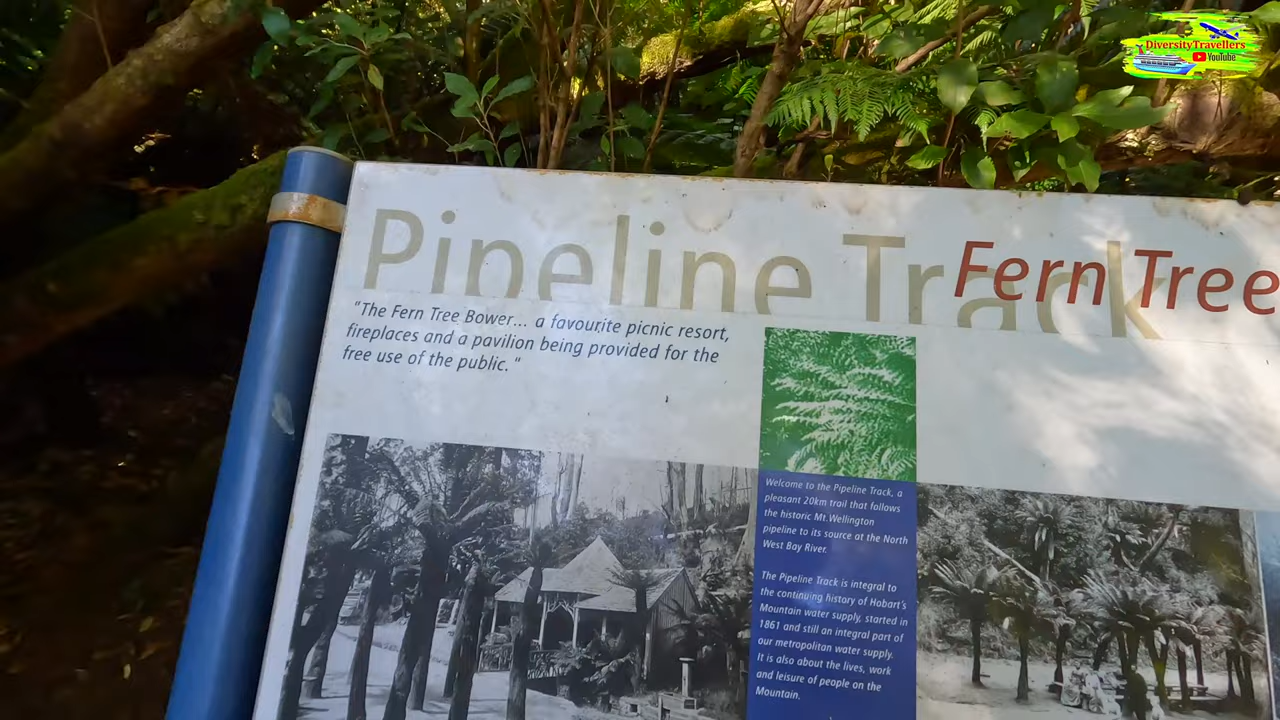 DiversityTravellers
YouTube
Pipeline Track
Fern Tree
"The Fern Tree Bower... a favourite picnic resort,
fireplaces and a pavilion being provided for the
free use of the public. "
Welcome to the Pipeline Track, a
pleasant 20km trail that follows
the historic Mt.Wellington
pipeline to its source at the North
West Bay River.
The Pipeline Track is integral to
the continuing history of Hobart's
Mountain water supply, started in
1861 and still an integral part of
our metropolitan water supply.
It is also about the lives, work
and leisure of people on the
Mountain.